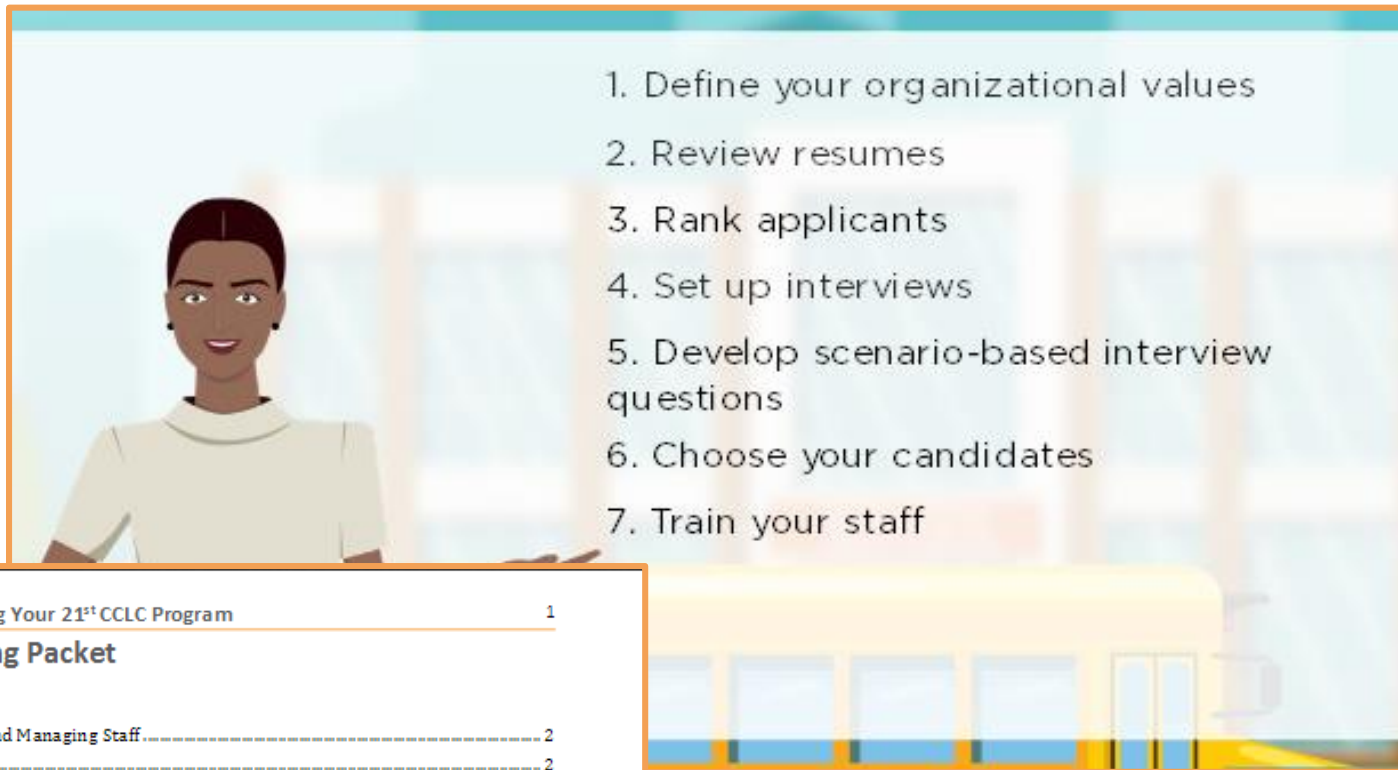 1. Define your organizational values
2. Review resumes
3. Rank applicants
4. Set up interviews
5. Develop scenario-based interview
questions
6. Choose your candidates
7. Train your staff
Your 21st CCLC Program 1
Packet
Managing Staff 2
2